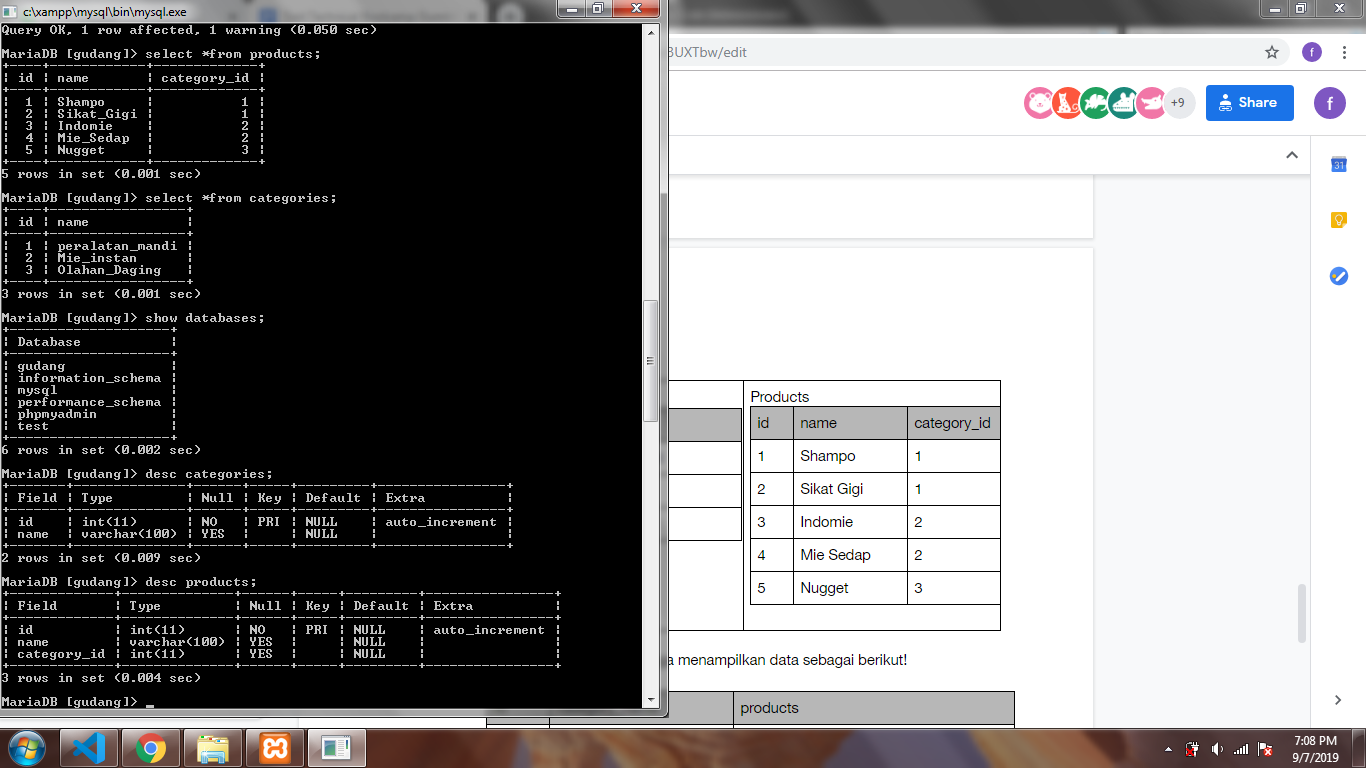 c:\xampp\mysql\bin\mysql.exe
Query OK, 1 row affected, 1 warning (0.050 sec)
MariaDB [gudang]> select *from products;
| id | name | category_id |
| 1 | Shampo | 1 |
| 2 | Sikat_Gigi | 1 |
| 3 | Indomie | 2 |
| 4 | Mie_Sedap | 2 |
| 5 | Nugget | 3 |
5 rows in set (0.001 sec)
MariaDB [gudang]> select *from categories;
| id | name |
| 1 | peralatan_mandi |
| 2 | Mie_instan |
| 3 | Olahan_Daging |
3 rows in set (0.001 sec)
MariaDB [gudang]> show databases;
| Database |
| gudang |
| information_schema |
| mysql |
| performance_schema |
| phpmyadmin |
| test |
6 rows in set (0.002 sec)
MariaDB [gudang]> desc categories;
| Field | Type | Null | Key | Default | Extra |
| id | int(11) | NO | PRI | NULL | auto_increment |
| name | varchar(100) | YES | | NULL | |
2 rows in set (0.009 sec)
MariaDB [gudang]> desc products;
| Field | Type | Null | Key | Default | Extra |
| id | int(11) | NO | PRI | NULL | auto_increment |
| name | varchar(100) | YES | | NULL | |
| category_id | int(11) | YES | | NULL | |
3 rows in set (0.004 sec)
MariaDB [gudang]> _
BUXTbw/edit
f
+9
Share
f
31
Products
id name category_id
1 Shampo 1
2 Sikat Gigi 1
3 Indomie 2
4 Mie Sedap 2
5 Nugget 3
menampilkan data sebagai berikut!
products
7:08 PM
9/7/2019